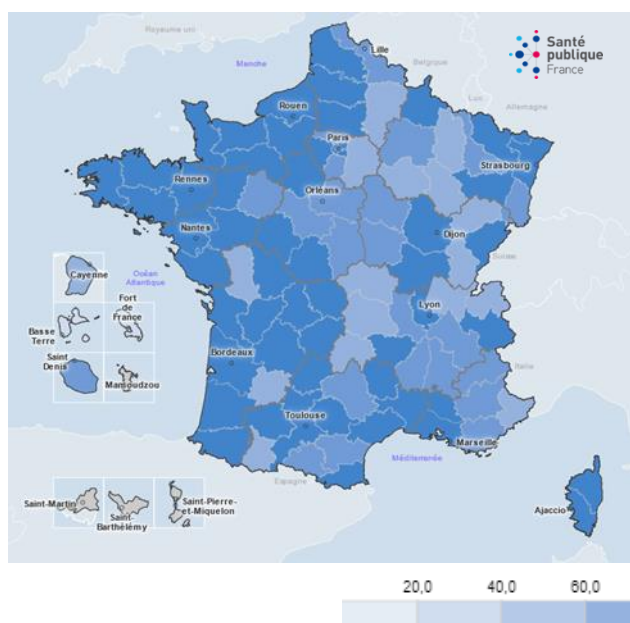 Royaume uni
Santé
publique
France
Lille
Manche
Belgique
Lux
Allemagne
Rouen
Paris
Strasbourg
Rennes
Orléans
Nantes
Dijon
Suisse
Cayenne
Océan
Atlantique
Fort
de
France
Basse
Terre
Lyon
Saint
Denis
Mamoudzou
Bordeaux
Italie
Toulouse
Marseille
Méditerranée
Espagne
Saint-Martin
Saint-
Barthélémy
Saint-Pierre-
et-Miquelon
Ajaccio
20,0 40,0 60,0